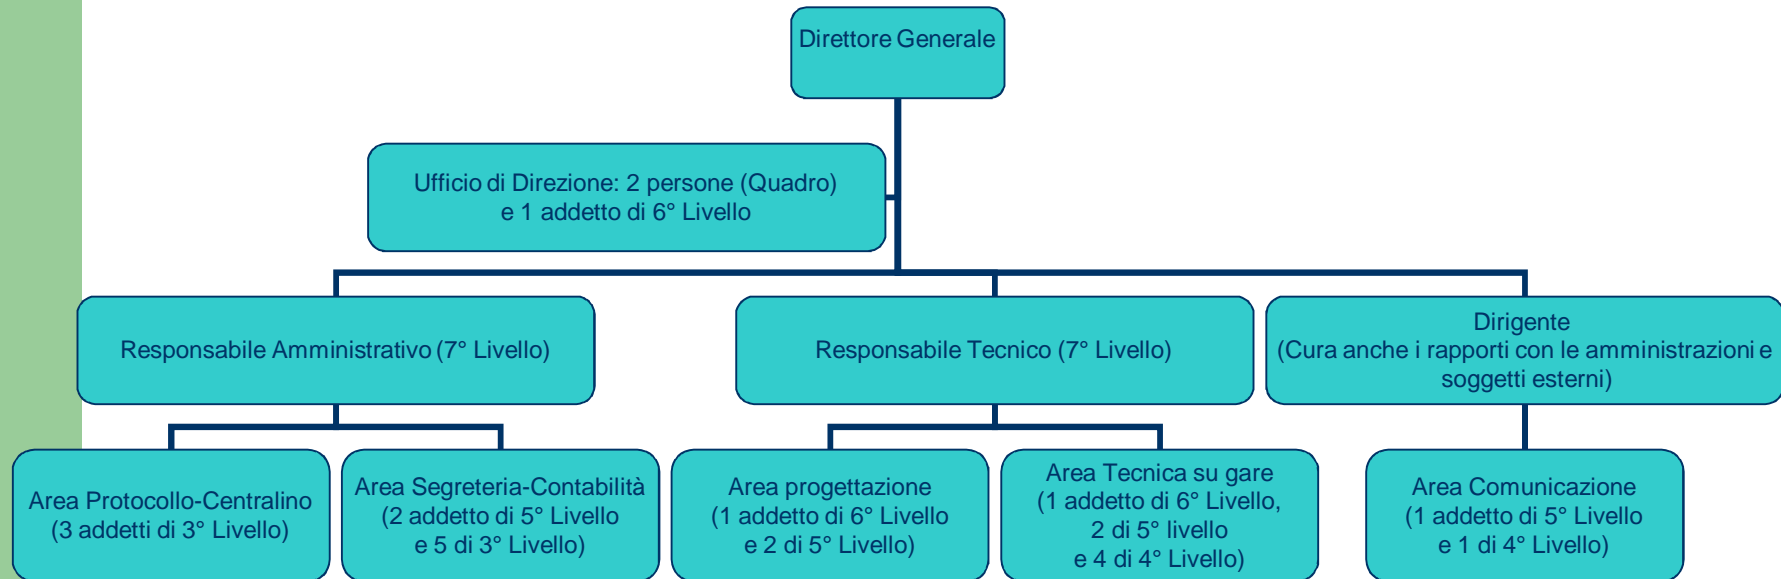 Direttore Generale
Ufficio di Direzione: 2 persone (Quadro)
e 1 addetto di 6° Livello
Responsabile Amministrativo (7° Livello)
Responsabile Tecnico (7° Livello)
Dirigente
(Cura anche i rapporti con le amministrazioni e
soggetti esterni)
Area Protocollo-Centralino
(3 addetti di 3° Livello)
Area Segreteria-Contabilità
(2 addetto di 5° Livello
e 5 di 3° Livello)
Area progettazione
(1 addetto di 6° Livello
e 2 di 5° Livello)
Area Tecnica su gare
(1 addetto di 6° Livello,
2 di 5° livello
e 4 di 4° Livello)
Area Comunicazione
(1 addetto di 5° Livello
e 1 di 4° Livello)